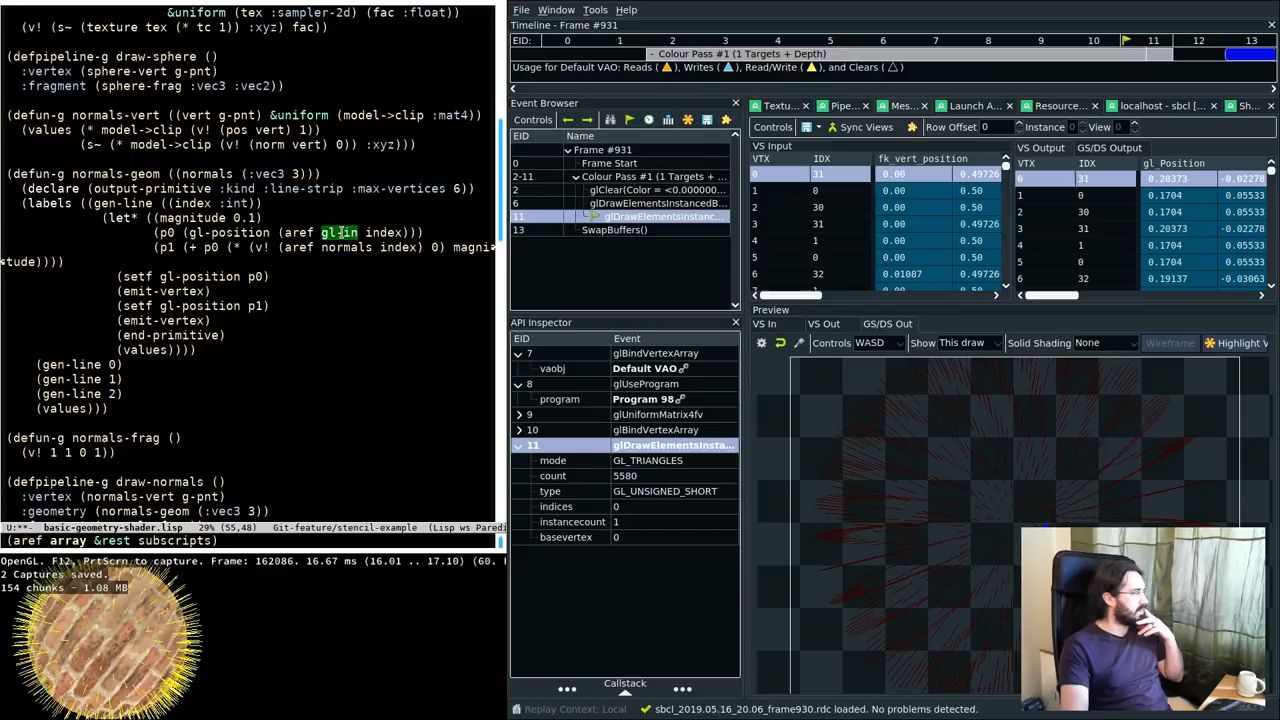 &uniform (tex :sampler-2d) (fac :float))
(v! (s~ (texture tex (* tc 1)) :xyz) fac))
(defpipeline-g draw-sphere ()
:vertex (sphere-vert g-pnt)
:fragment (sphere-frag :vec3 :vec2))
(defun-g normals-vert ((vert g-pnt) &uniform (model->clip :mat4))
(values (* model->clip (v! (pos vert) 1))
(s~ (* model->clip (v! (norm vert) 0)) :xyz)))
(defun-g normals-geom ((normals (:vec3 3)))
(declare (output-primitive :kind :line-strip :max-vertices 6))
(labels ((gen-line ((index :int))
(let* ((magnitude 0.1)
(p0 (gl-position (aref gl-in index)))
(p1 (+ p0 (* (v! (aref normals index) 0) magni
tude))))
(setf gl-position p0)
(emit-vertex)
(setf gl-position p1)
(emit-vertex)
(end-primitive)
(values))))
(gen-line 0)
(gen-line 1)
(gen-line 2)
(values)))
(defun-g normals-frag ()
(v! 1 1 0 1))
(defpipeline-g draw-normals ()
:vertex (normals-vert g-pnt)
:geometry (normals-geom (:vec3 3))
U:**- basic-geometry-shader.lisp 29% (55,48) Git-feature/stencil-example (Lisp ws Paredi
(aref array &rest subscripts)
OpenGL. F12, PrtScrn to capture. Frame: 162086. 16.67 ms (16.01 .. 17.10) (60.
2 Captures saved.
154 chunks - 1.08 MB
File Window Tools Help
Timeline - Frame #931
EID: 0 1 2 3 4 5 6 7 8 9 10 11 12 13
- Colour Pass #1 (1 Targets + Depth)
Usage for Default VAO: Reads ( ), Writes ( ), Read/Write ( ), and Clears ( )
Event Browser
Controls
EID Name
Frame #931
0 Frame Start
2-11 Colour Pass #1 (1 Targets + ...
2 glClear(Color = <0.000000...
6 glDrawElementsInstancedB...
11 glDrawElementsInstanc...
13 SwapBuffers()
API Inspector
EID Event
7 glBindVertexArray
vaobj Default VAO
8 glUseProgram
program Program 98
9 glUniformMatrix4fv
10 glBindVertexArray
11 glDrawElementsInsta...
mode GL_TRIANGLES
count 5580
type GL_UNSIGNED_SHORT
indices 0
instancecount 1
basevertex 0
Callstack
Textu... Pipe... Mes... Launch A... Resource... localhost - sbcl [... Sh...
Controls Sync Views Row Offset 0 Instance 0 View 0
VS Input
VTX IDX fk_vert_position
0 31 0.00 0.49726
1 0 0.00 0.50
2 30 0.00 0.50
3 31 0.00 0.49726
4 1 0.00 0.50
5 0 0.00 0.50
6 32 0.01087 0.49726
VS Output GS/DS Output
VTX IDX gl_Position
0 31 0.20373 -0.02278
1 0 0.1704 0.05533
2 30 0.1704 0.05533
3 31 0.20373 -0.02278
4 1 0.1704 0.05533
5 0 0.1704 0.05533
6 32 0.19137 -0.03063
Preview
VS In VS Out GS/DS Out
Controls WASD Show This draw Solid Shading None Wireframe Highlight V
Replay Context: Local sbcl_2019.05.16_20.06_frame930.rdc loaded. No problems detected.